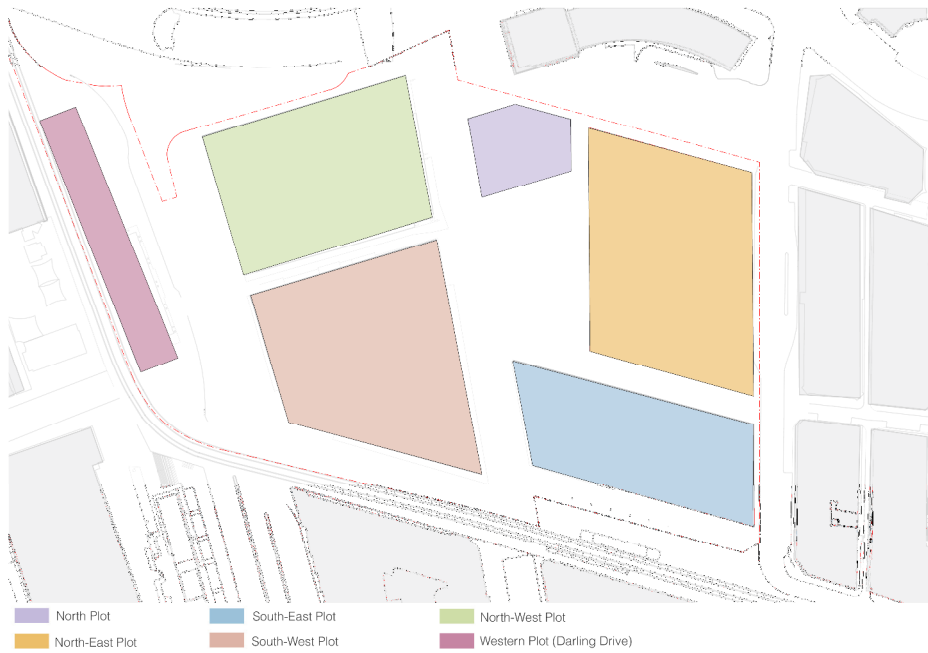 North Plot
South-East Plot
North-West Plot
North-East Plot
South-West Plot
Western Plot (Darling Drive)